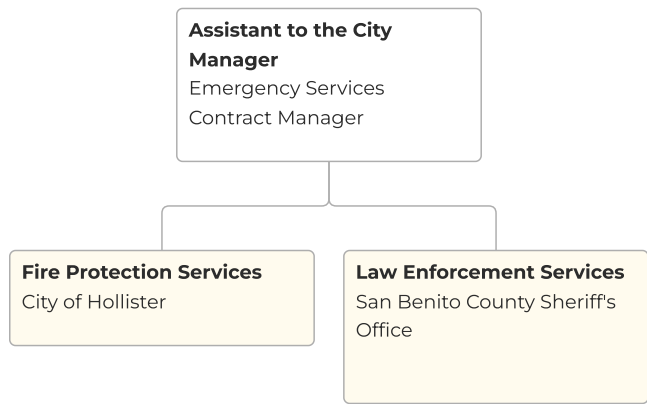 Assistant to the City
Manager
Emergency Services
Contract Manager
Fire Protection Services
City of Hollister
Law Enforcement Services
San Benito County Sheriff's
Office